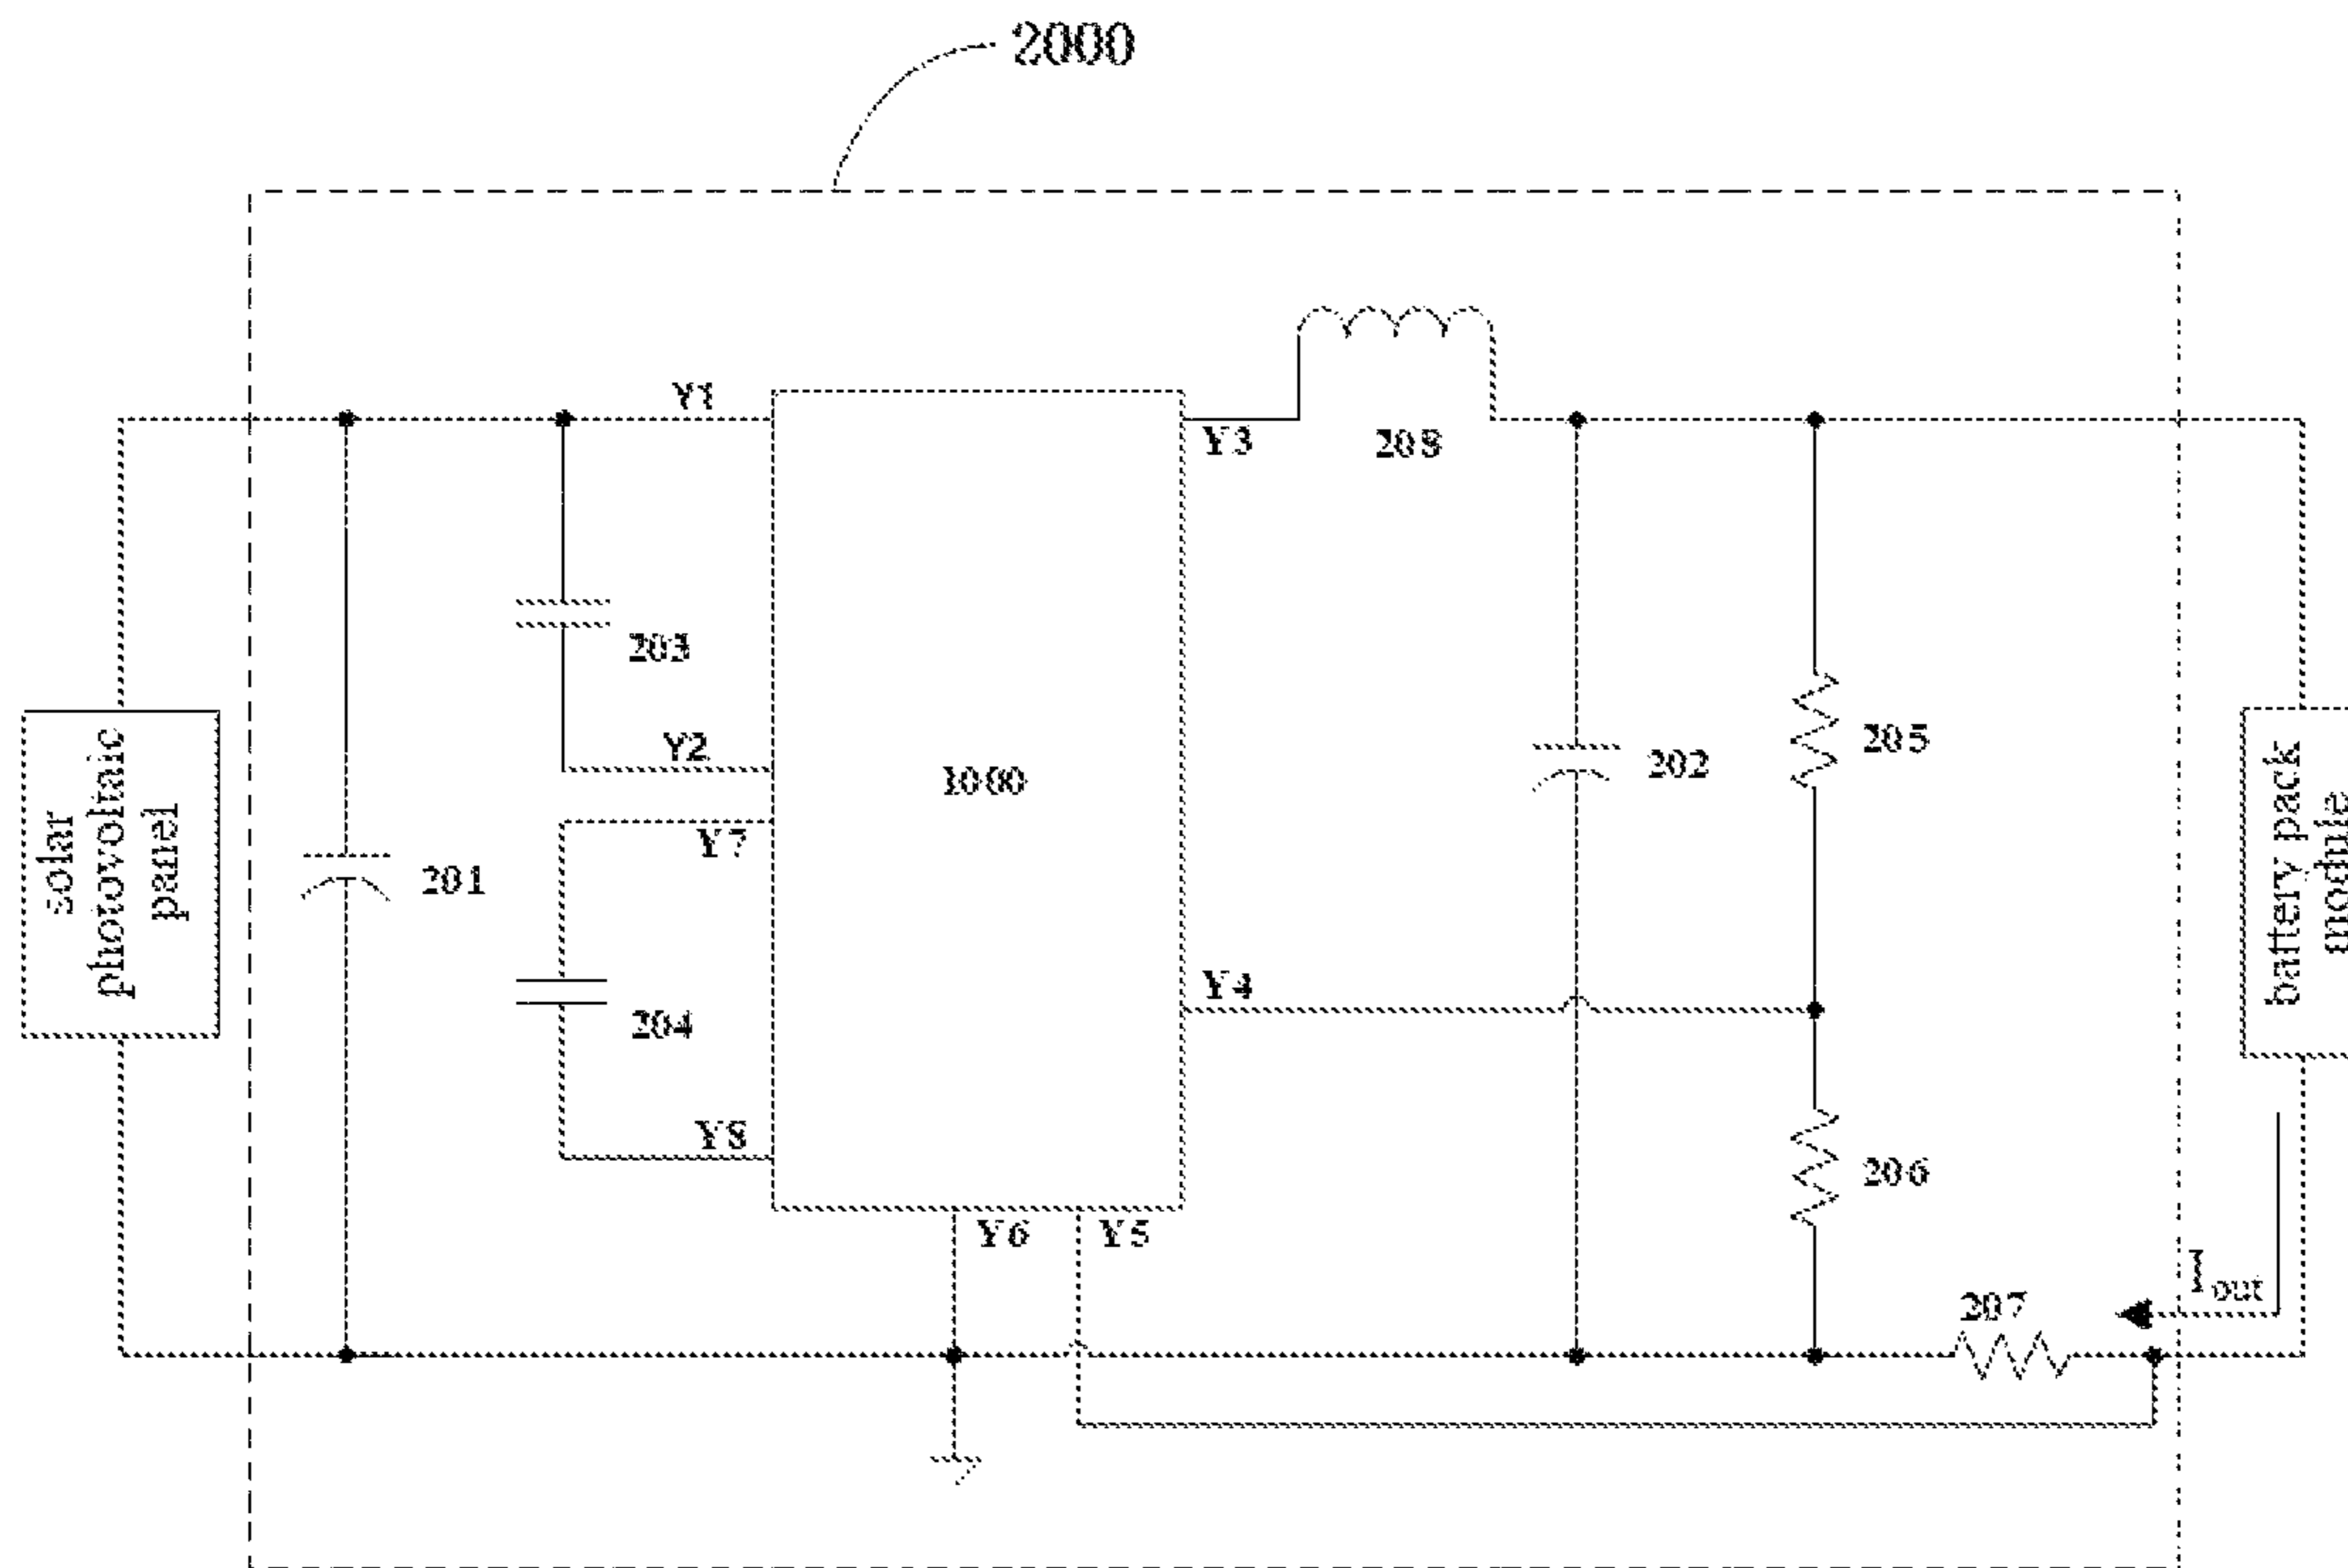 2000
Y1
Y3
208
203
Y2
1000
Y7
201
204
Y8
Y4
202
205
206
Y6
Y5
207
Iout
solar
photovoltaic
panel
battery pack
module